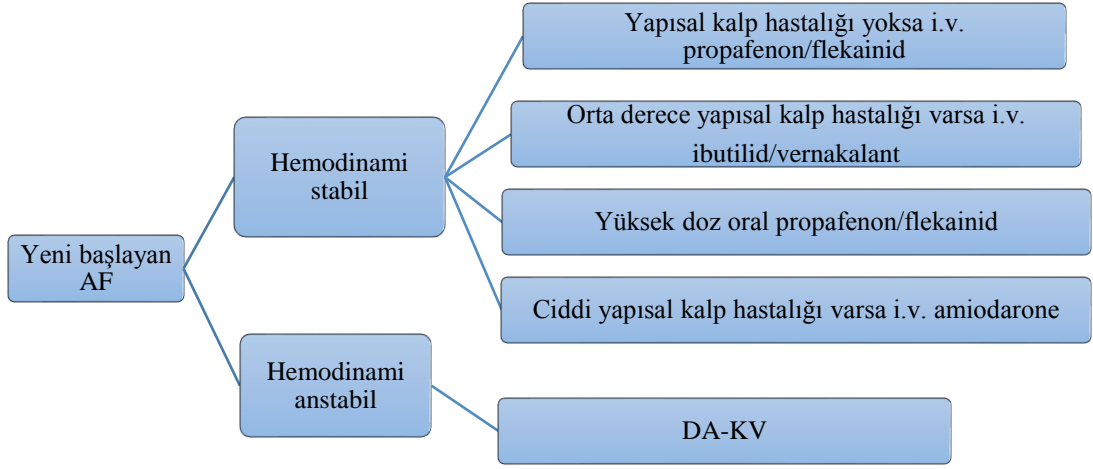 Yeni başlayan
AF
Hemodinami
stabil
Yapısal kalp hastalığı yoksa i.v.
propafenon/flekainid
Orta derece yapısal kalp hastalığı varsa i.v.
ibutilid/vernakalant
Yüksek doz oral propafenon/flekainid
Ciddi yapısal kalp hastalığı varsa i.v. amiodarone
Hemodinami
anstabil
DA-KV